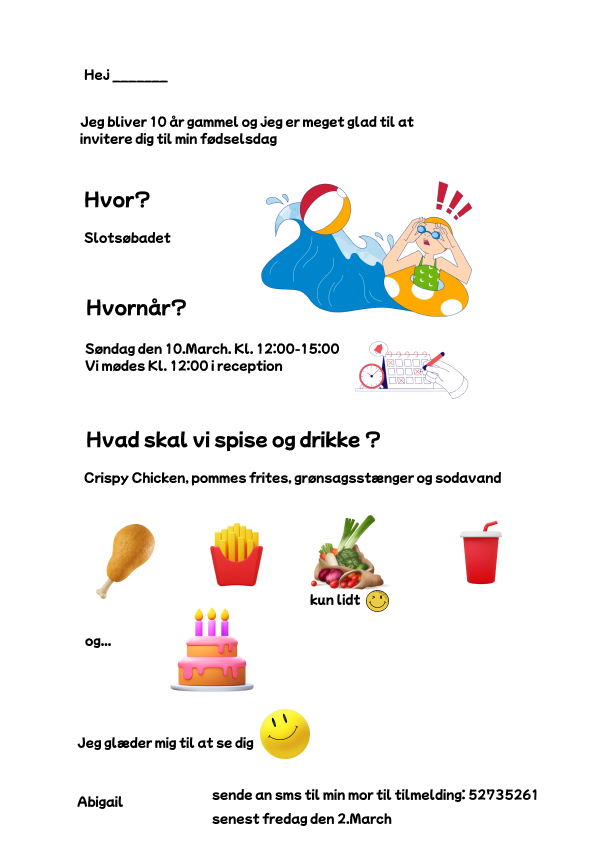 Hej _______
Jeg bliver 10 år gammel og jeg er meget glad til at
invitere dig til min fødselsdag
Hvor?
Slotsøbadet
Hvornår?
Søndag den 10.March. Kl. 12:00-15:00
Vi mødes Kl. 12:00 i reception
Hvad skal vi spise og drikke ?
Crispy Chicken, pommes frites, grønsagsstænger og sodavand
kun lidt
og...
Jeg glæder mig til at se dig
Abigail
sende an sms til min mor til tilmelding: 52735261
senest fredag den 2.March